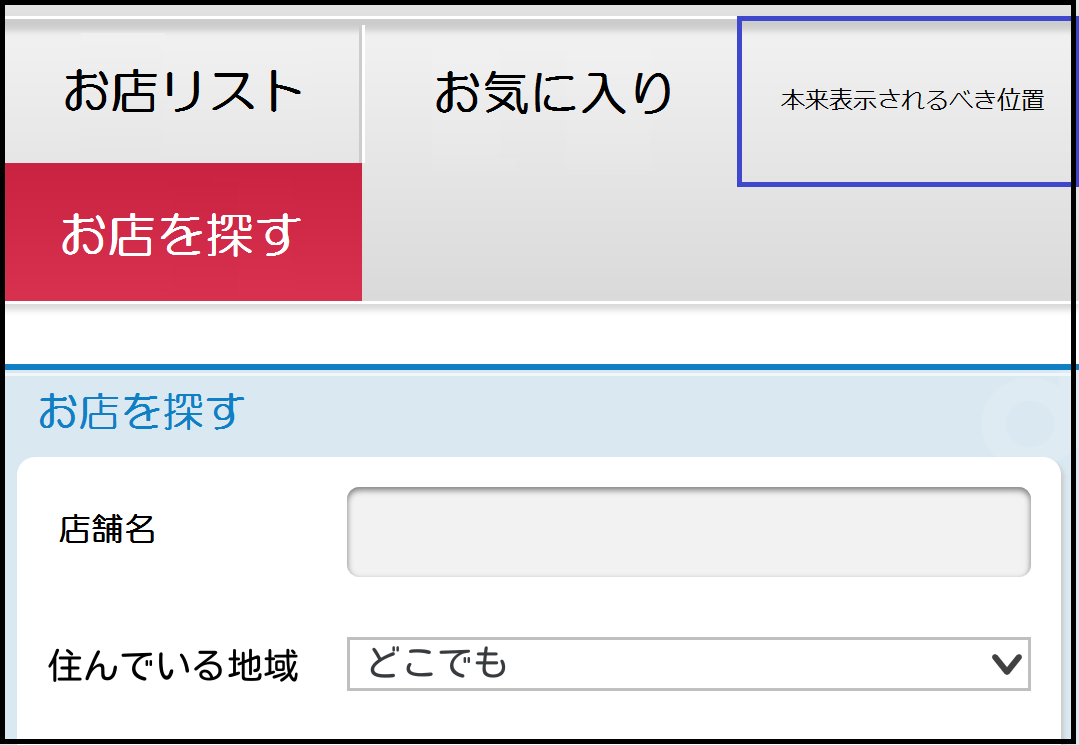 お店リスト
お気に入り
本来表示されるべき位置
お店を探す
お店を探す
店舗名
住んでいる地域
どこでも